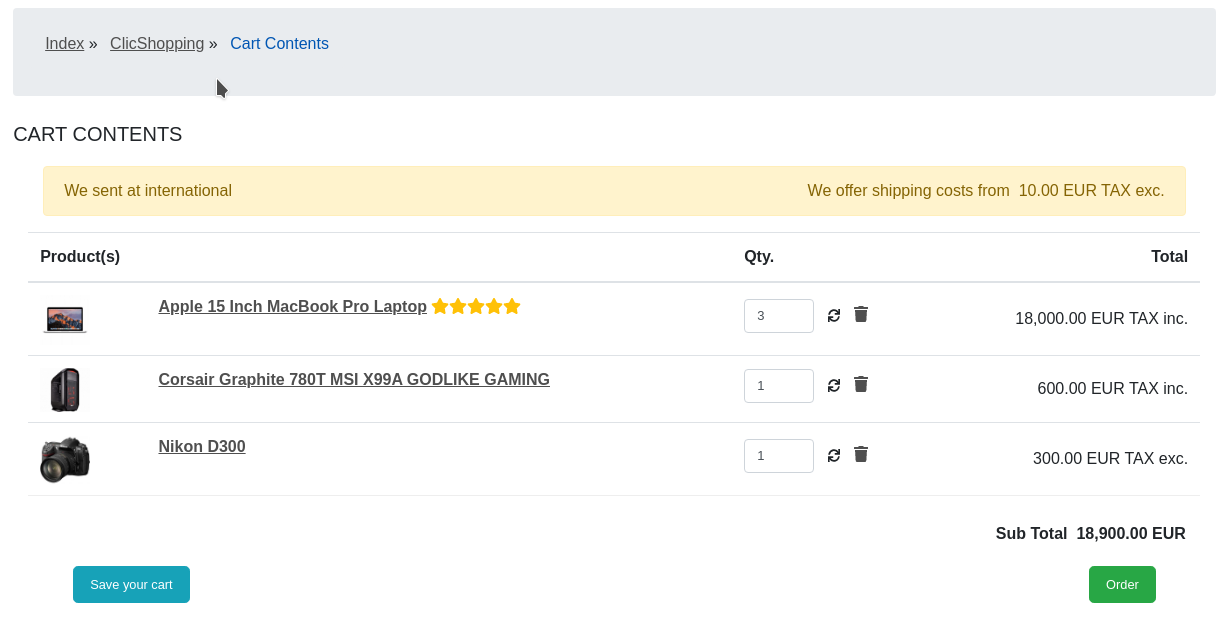 Index » ClicShopping » Cart Contents
CART CONTENTS
We sent at international We offer shipping costs from 10.00 EUR TAX exc.
Product(s) Qty. Total
Apple 15 Inch MacBook Pro Laptop 3 18,000.00 EUR TAX inc.
Corsair Graphite 780T MSI X99A GODLIKE GAMING 1 600.00 EUR TAX inc.
Nikon D300 1 300.00 EUR TAX exc.
Sub Total 18,900.00 EUR
Save your cart Order